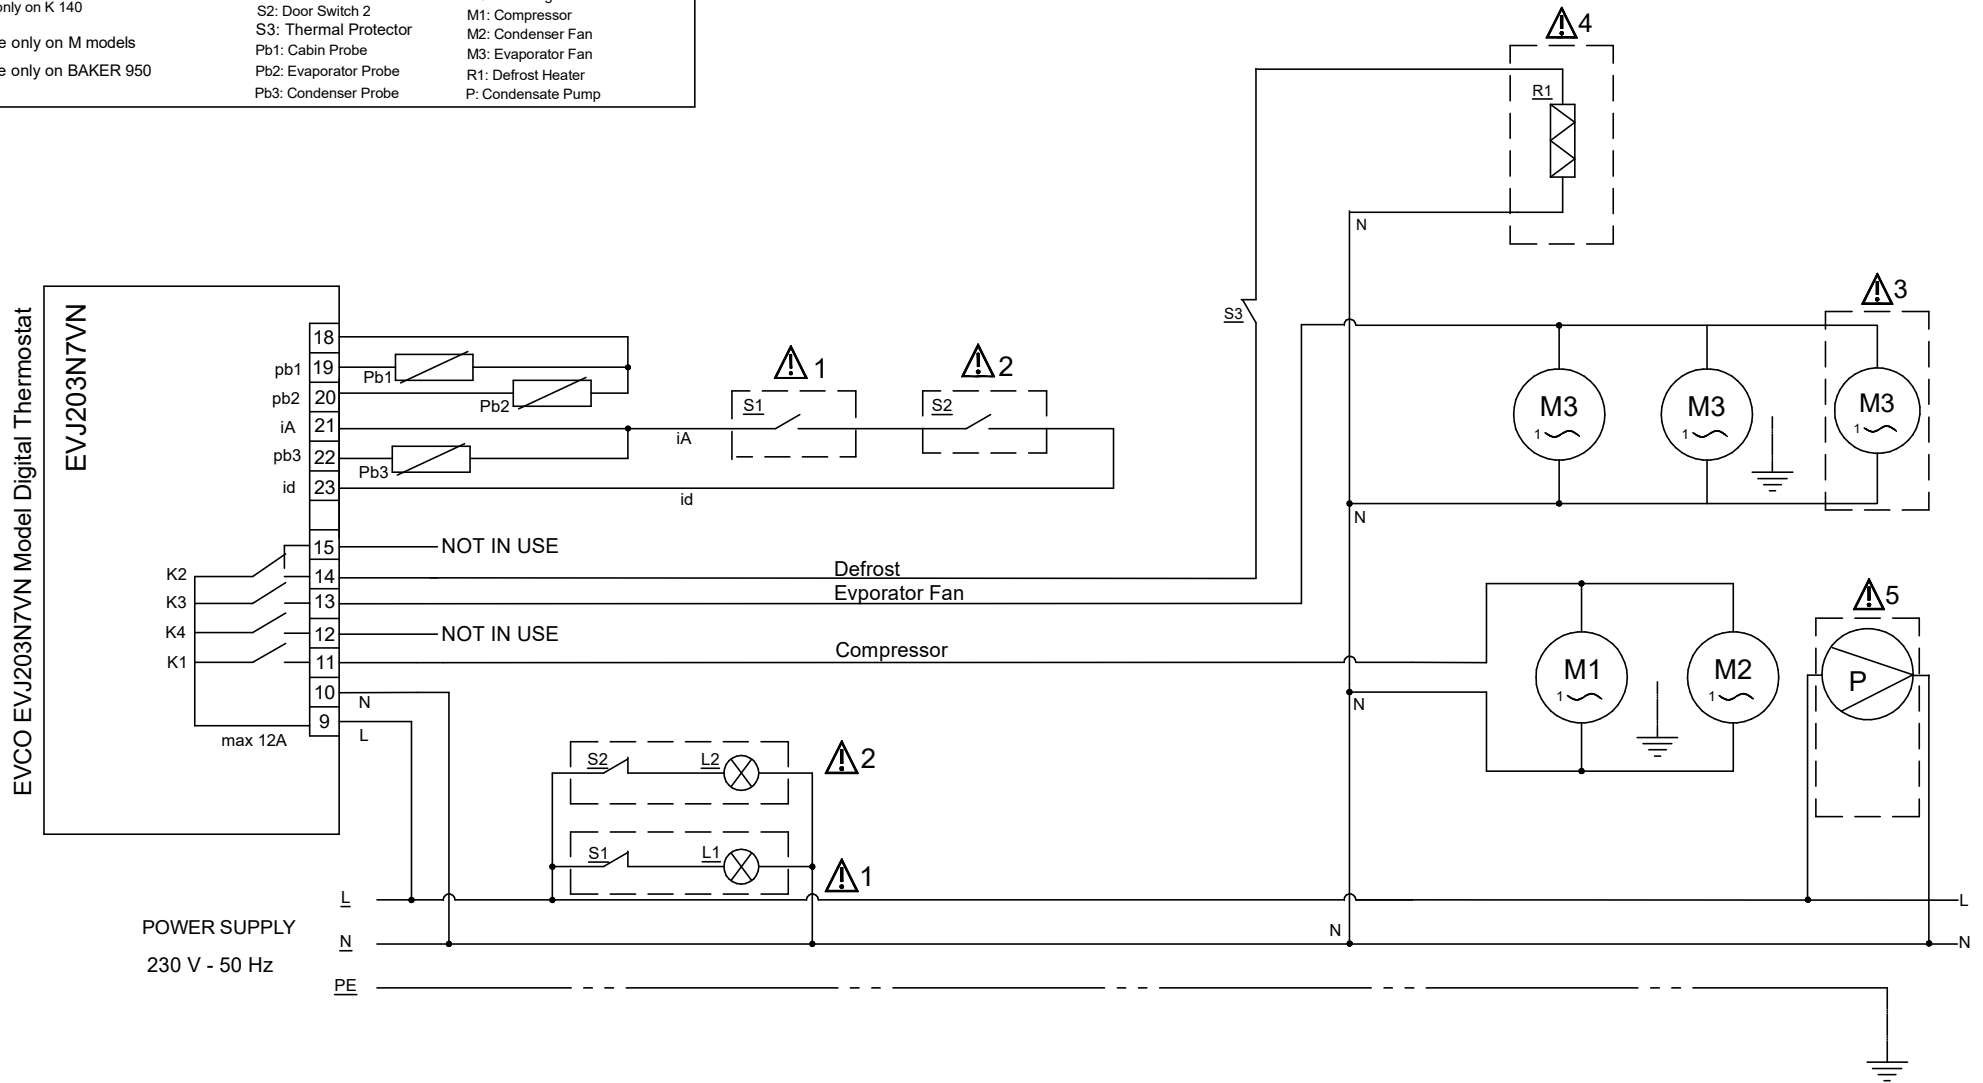 only on K 140
only on M models
only on BAKER 950
S2: Door Switch 2
S3: Thermal Protector
Pb1: Cabin Probe
Pb2: Evaporator Probe
Pb3: Condenser Probe
M1: Compressor
M2: Condenser Fan
M3: Evaporator Fan
R1: Defrost Heater
P: Condensate Pump
4
R1
N
EVCO EVJ203N7VN Model Digital Thermostat
EVJ203N7VN
18
pb1 19 Pb1
pb2 20 Pb2
iA 21 iA
pb3 22 Pb3
id 23 id
1
S1
2
S2
S3
3
M3 1
M3 1
M3 1
N
15 NOT IN USE
K2 14 Defrost
K3 13 Evporator Fan
K4 12 NOT IN USE
K1 11 Compressor
10 N
9 L
max 12A
N
M1 1
M2 1
5
P
S2 L2
2
S1 L1
1
POWER SUPPLY
230 V - 50 Hz
L L
N N N
PE